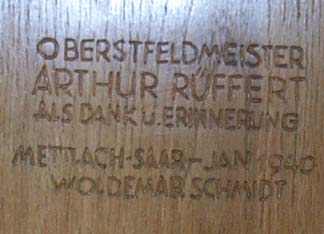 OBERSTFELDMEISTER
ARTHUR RÜFFERT
ALS DANK U. ERINNERUNG
METTLACH-SAAR-JAN 1940
WOLDEMAR SCHMIDT